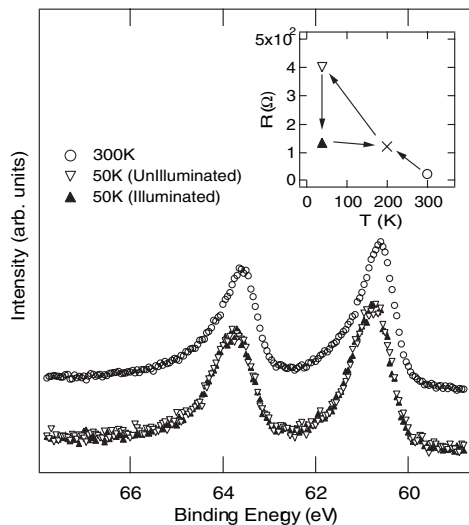 5x10²
4
3
2
1
0
R(Ω)
0 100 200 300
T (K)
300K
50K (UnIlluminated)
50K (Illuminated)
Intensity (arb. units)
66 64 62 60
Binding Energy (eV)